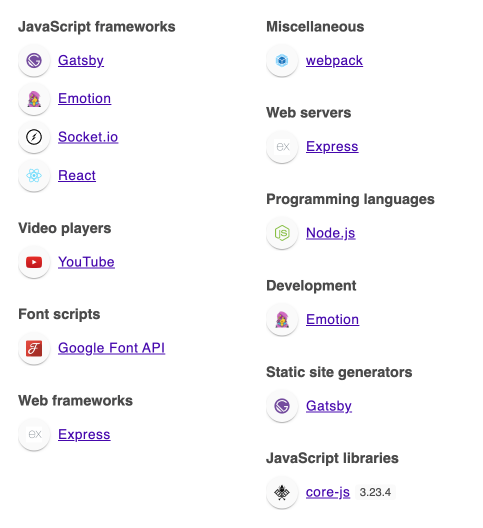 JavaScript frameworks
Gatsby
Emotion
Socket.io
React
Video players
YouTube
Font scripts
Google Font API
Web frameworks
ex
Express
Miscellaneous
webpack
Web servers
ex
Express
Programming languages
Node.js
Development
Emotion
Static site generators
Gatsby
JavaScript libraries
core-js 3.23.4